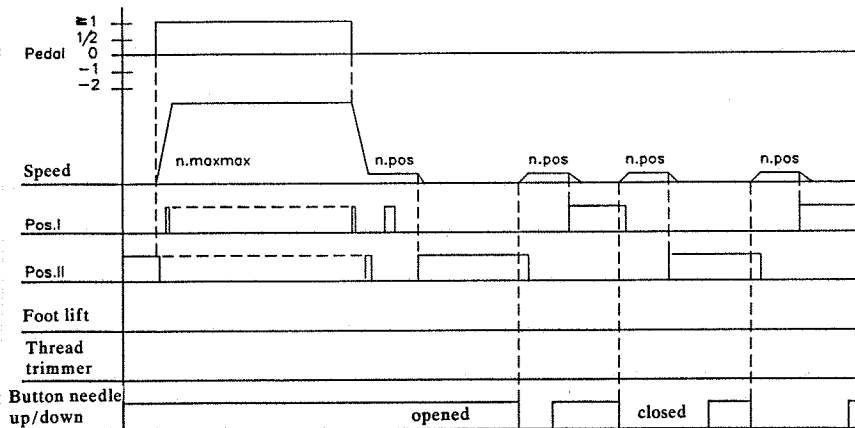 ≅ 1
1/2
Pedal 0
-1
-2
n.maxmax n.pos n.pos n.pos n.pos
Speed
Pos.I
Pos.II
Foot lift
Thread
trimmer
Button needle
up/down opened closed